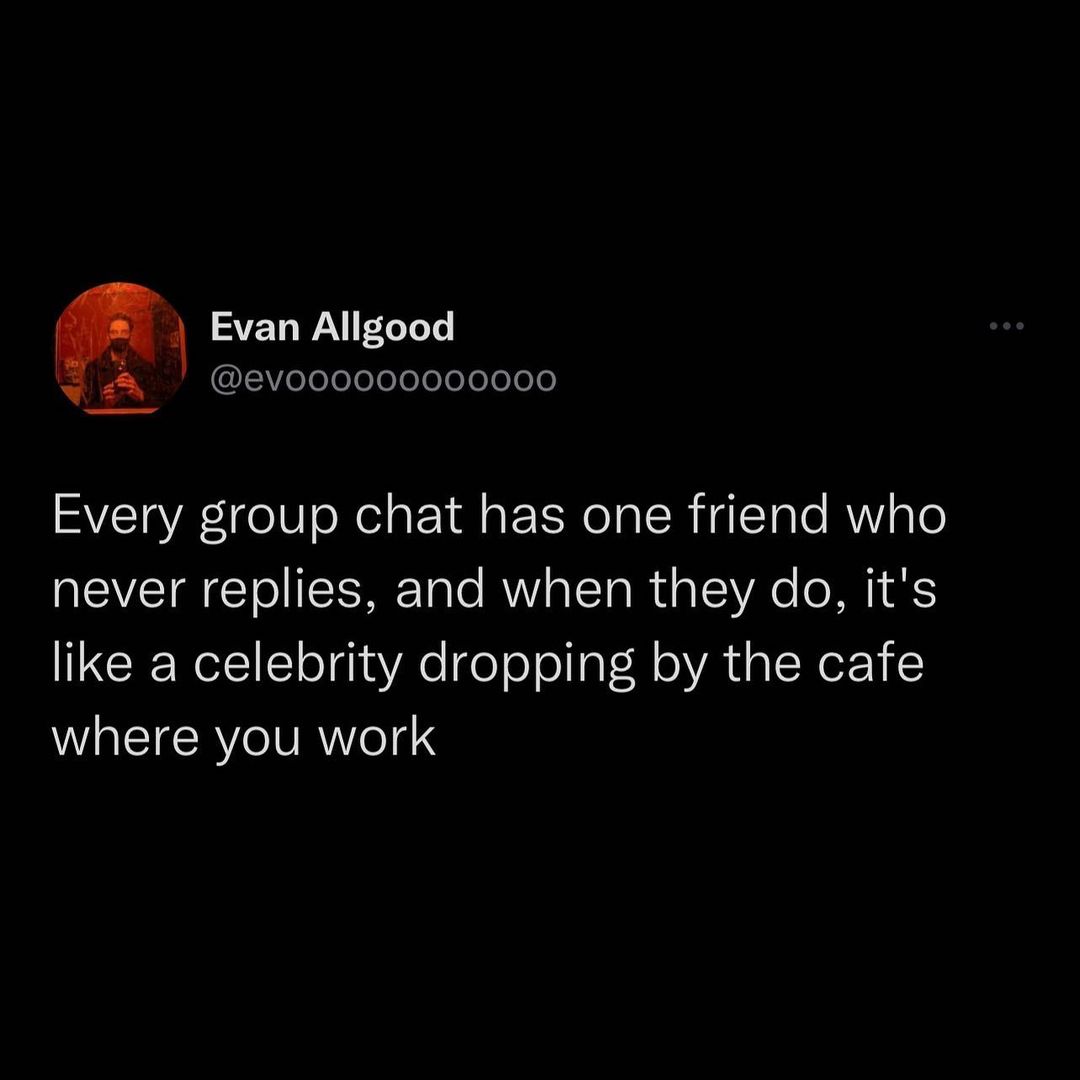 Evan Allgood
@evoooooooooooo
Every group chat has one friend who
never replies, and when they do, it's
like a celebrity dropping by the cafe
where you work